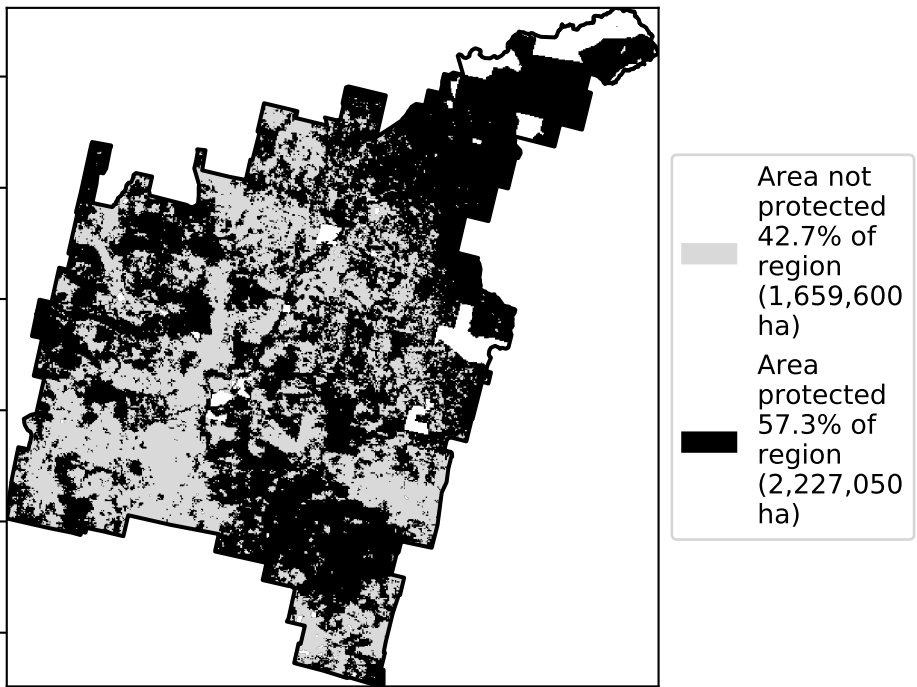 Area not
protected
42.7% of
region
(1,659,600
ha)
Area
protected
57.3% of
region
(2,227,050
ha)